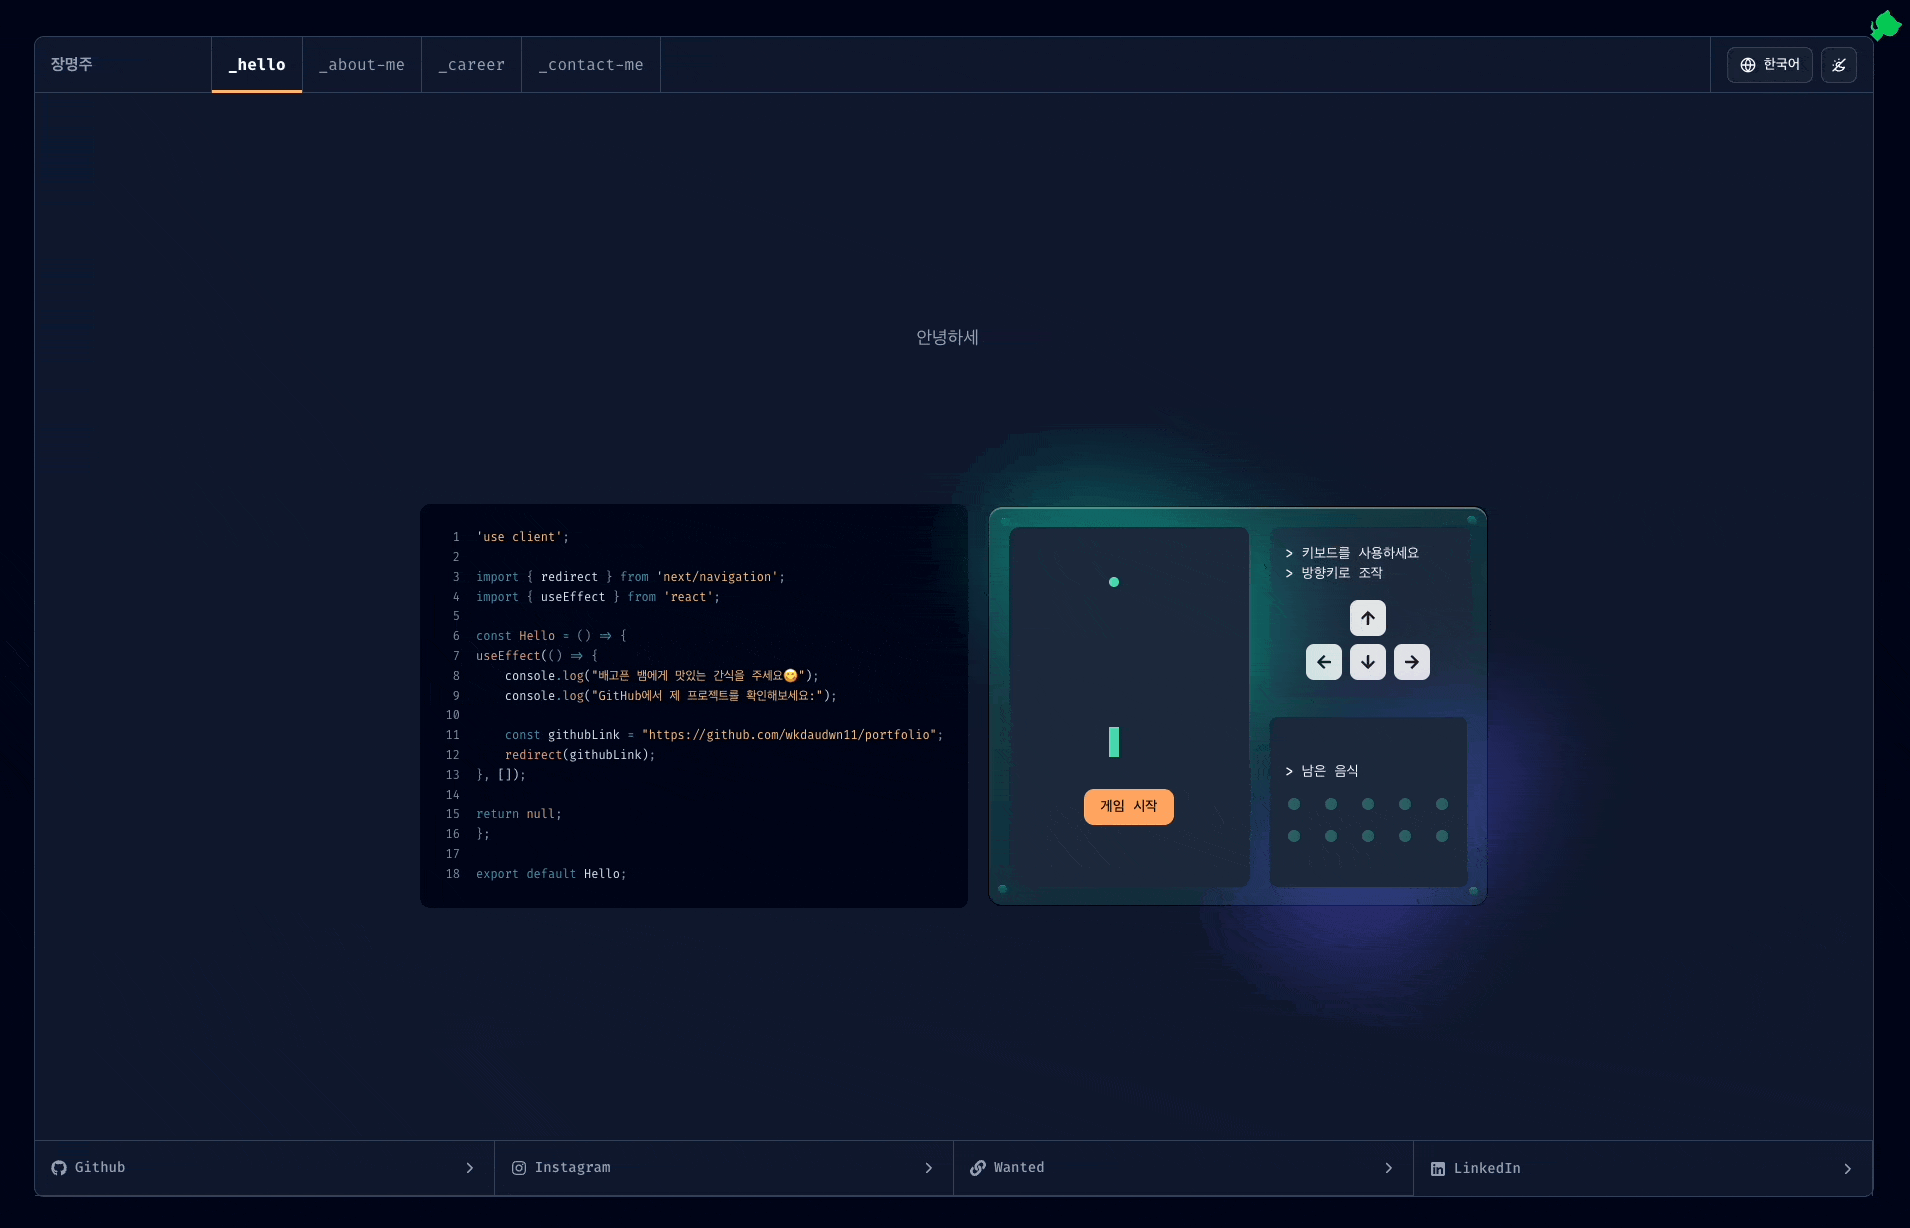 장명주
_hello
_about-me
_career
_contact-me
한국어
안녕하세
1 'use client';
2
3 import { redirect } from 'next/navigation';
4 import { useEffect } from 'react';
5
6 const Hello = () => {
7 useEffect(() => {
8 console.log("배고픈 뱀에게 맛있는 간식을 주세요😋");
9 console.log("GitHub에서 제 프로젝트를 확인해보세요:");
10
11 const githubLink = "https://github.com/wkdaudwn11/portfolio";
12 redirect(githubLink);
13 }, []);
14
15 return null;
16 };
17
18 export default Hello;
> 키보드를 사용하세요
> 방향키로 조작
게임 시작
> 남은 음식
Github
Instagram
Wanted
LinkedIn